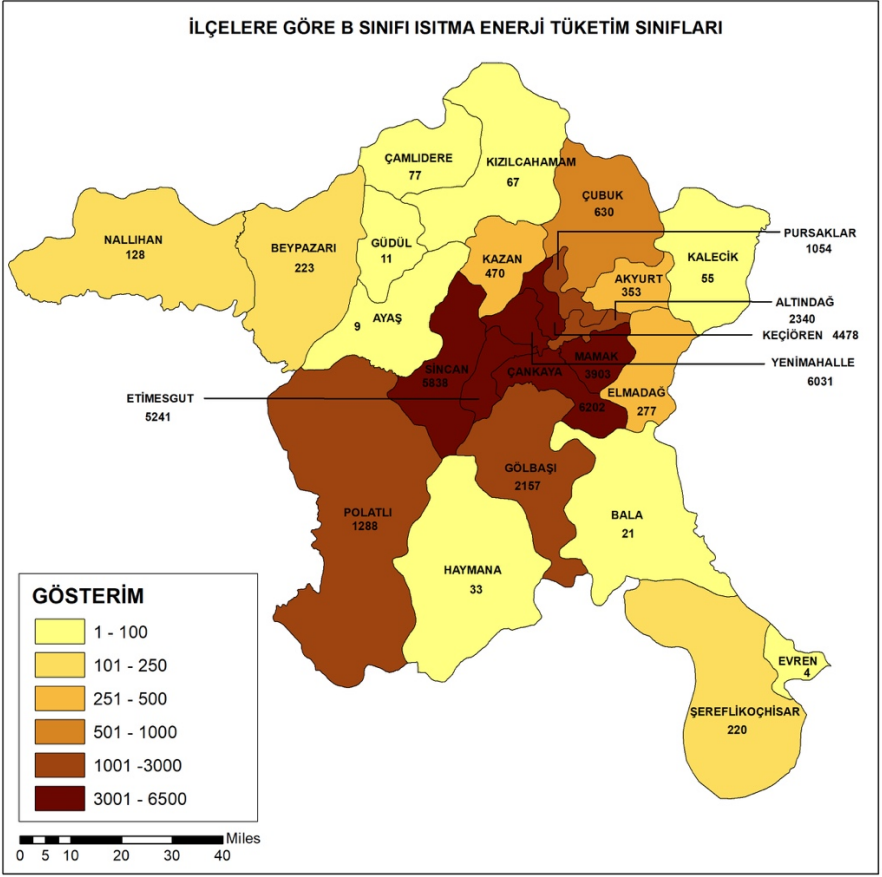 İLÇELERE GÖRE B SINIFI ISITMA ENERJİ TÜKETİM SINIFLARI
ÇAMLIDERE
77
KIZILCAHAMAM
67
ÇUBUK
630
NALLIHAN
128
BEYPAZARI
223
GÜDÜL
11
KAZAN
470
PURSAKLAR
1054
KALECİK
55
AKYURT
353
ALTINDAĞ
2340
9 AYAŞ
KEÇİÖREN 4478
YENİMAHALLE
6031
SİNCAN
5838
ÇANKAYA
6202
MAMAK
3903
ELMADAĞ
277
ETİMESGUT
5241
GÖLBAŞI
2157
POLATLI
1288
BALA
21
HAYMANA
33
EVREN
4
ŞEREFLİKOÇHİSAR
220
GÖSTERİM
1 - 100
101 - 250
251 - 500
501 - 1000
1001 -3000
3001 - 6500
Miles
0 5 10 20 30 40